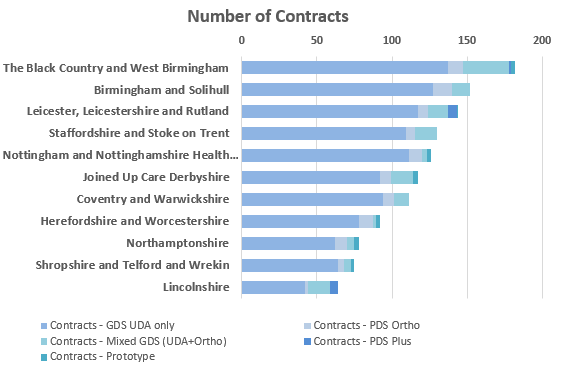 Number of Contracts
0 50 100 150 200
The Black Country and West Birmingham
Birmingham and Solihull
Leicester, Leicestershire and Rutland
Staffordshire and Stoke on Trent
Nottingham and Nottinghamshire Health...
Joined Up Care Derbyshire
Coventry and Warwickshire
Herefordshire and Worcestershire
Northamptonshire
Shropshire and Telford and Wrekin
Lincolnshire
Contracts - GDS UDA only Contracts - PDS Ortho
Contracts - Mixed GDS (UDA+Ortho) Contracts - PDS Plus
Contracts - Prototype